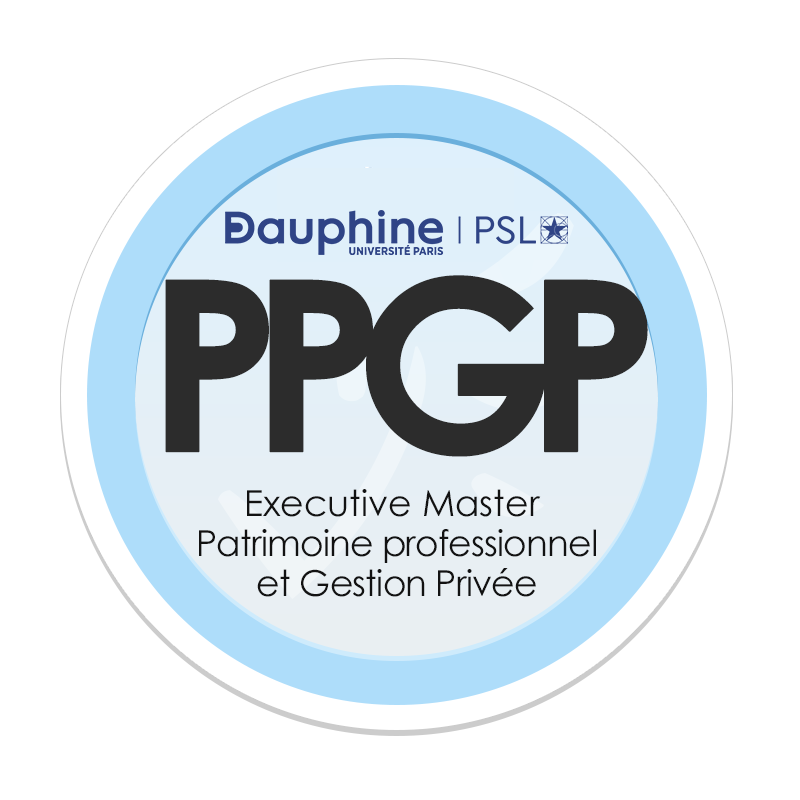 Dauphine | PSL
UNIVERSITÉ PARIS
PPGP
Executive Master
Patrimoine professionnel
et Gestion Privée